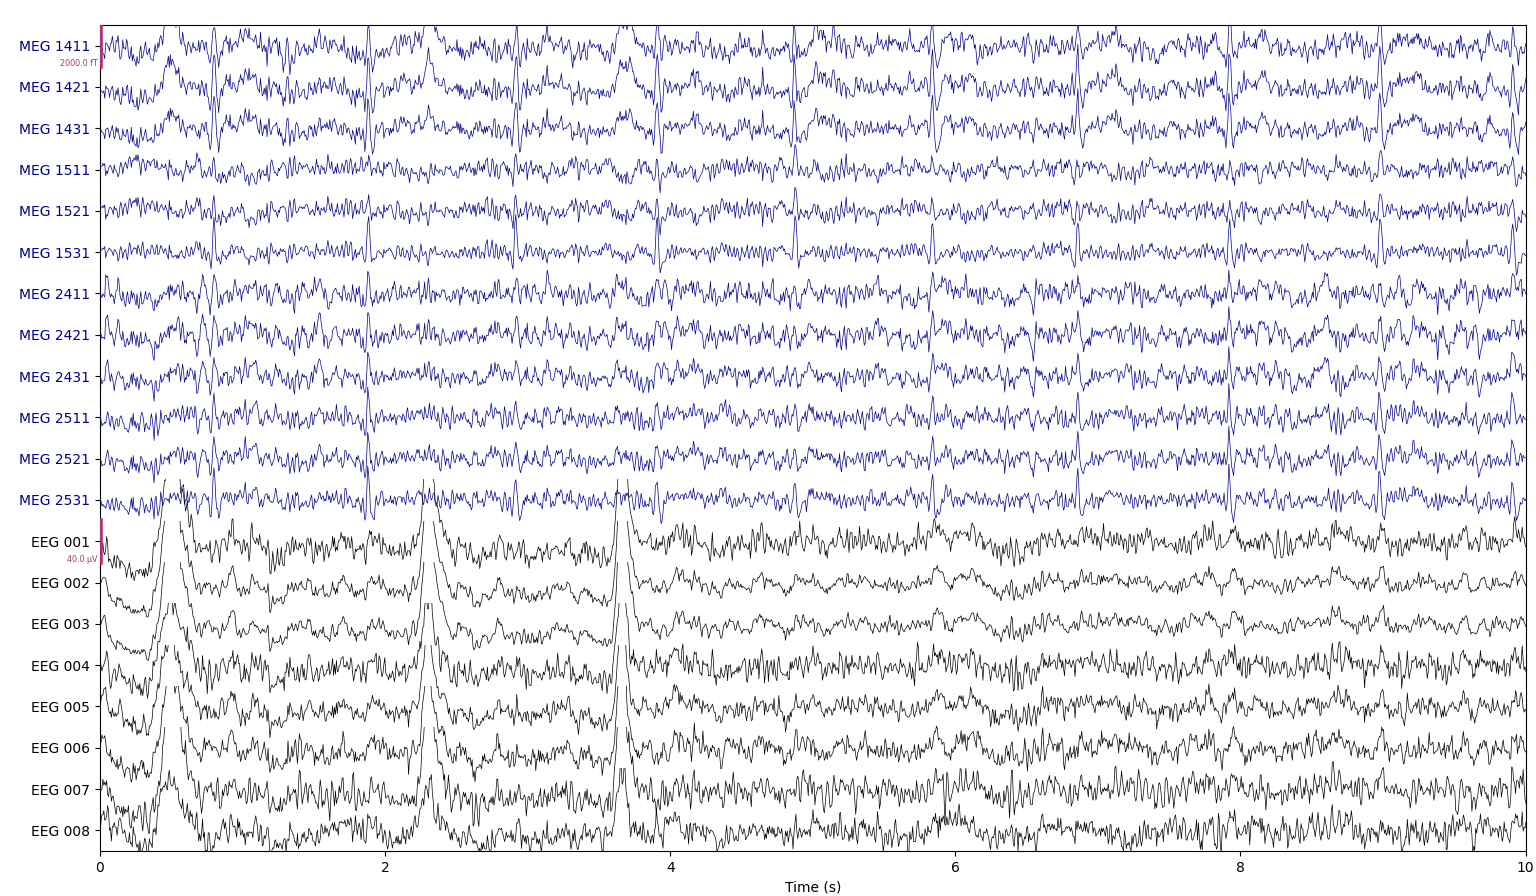 MEG 1411
2000.0 fT
MEG 1421
MEG 1431
MEG 1511
MEG 1521
MEG 1531
MEG 2411
MEG 2421
MEG 2431
MEG 2511
MEG 2521
MEG 2531
EEG 001
40.0 µV
EEG 002
EEG 003
EEG 004
EEG 005
EEG 006
EEG 007
EEG 008
0 2 4 6 8 10
Time (s)